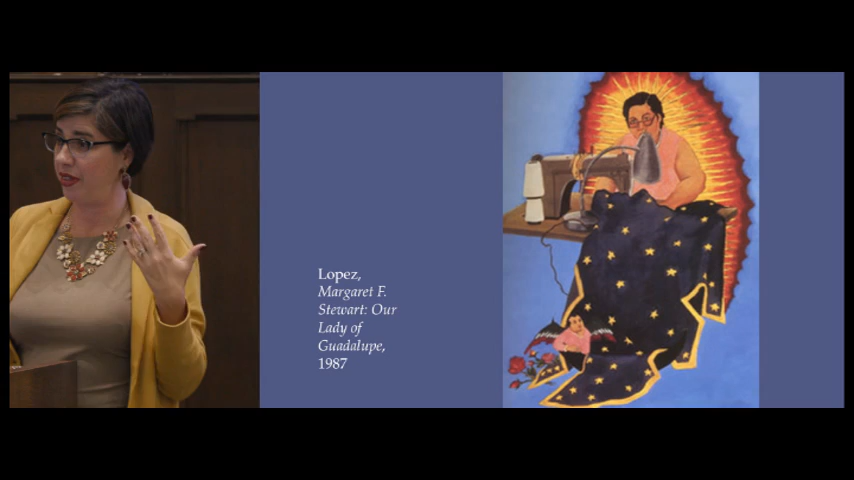 Lopez,
Margaret F.
Stewart: Our
Lady of
Guadalupe,
1987